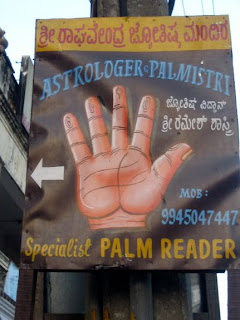 ಶ್ರೀ ರಾಘವೇಂದ್ರ ಜ್ಯೋತಿಷ್ಯ ಮಂದಿರ
ASTROLOGER & PALMISTRI
ಜ್ಯೋತಿಷ್ಯ ವಿದ್ವಾನ್
ಶ್ರೀ ರಮೇಶ್ ಶಾಸ್ತ್ರಿ
MOB:
9945047447
Specialist PALM READER